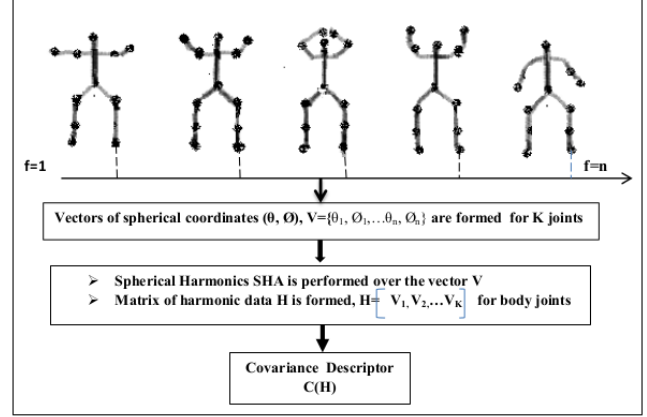 f=1
f=n
Vectors of spherical coordinates (θ, Ø), V={θ₁, Ø₁,…θₙ, Øₙ} are formed for K joints
➢ Spherical Harmonics SHA is performed over the vector V
➢ Matrix of harmonic data H is formed, H=[ V₁, V₂,…V_K] for body joints
Covariance Descriptor
C(H)